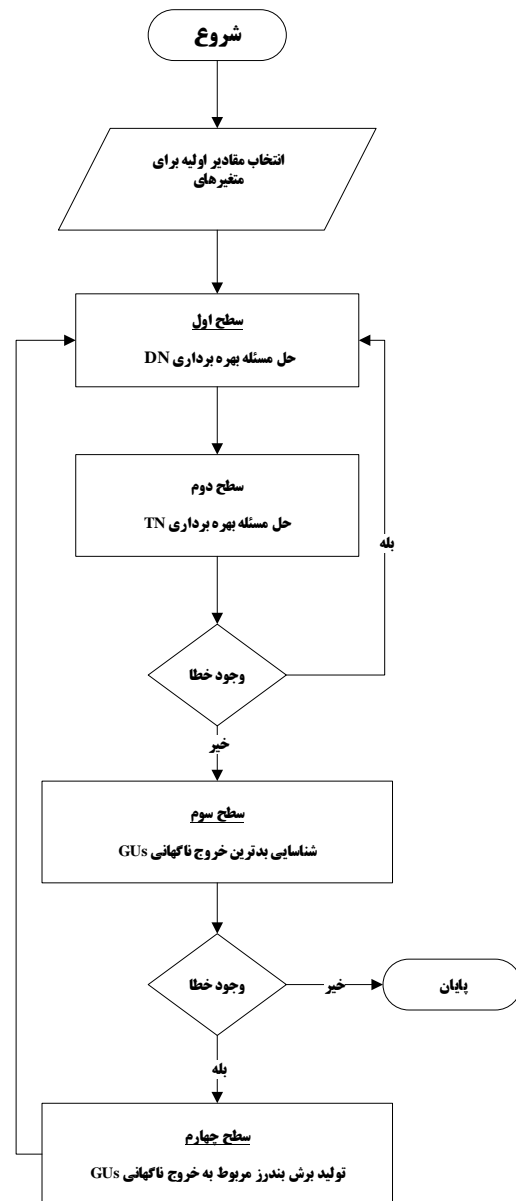 شروع
انتخاب مقادیر اولیه برای
متغیرهای
سطح اول
حل مسئله بهره برداری DN
سطح دوم
حل مسئله بهره برداری TN
بله
وجود خطا
خیر
سطح سوم
شناسایی بدترین خروج ناگهانی GUs
وجود خطا
خیر
پایان
بله
سطح چهارم
تولید برش بندرز مربوط به خروج ناگهانی GUs